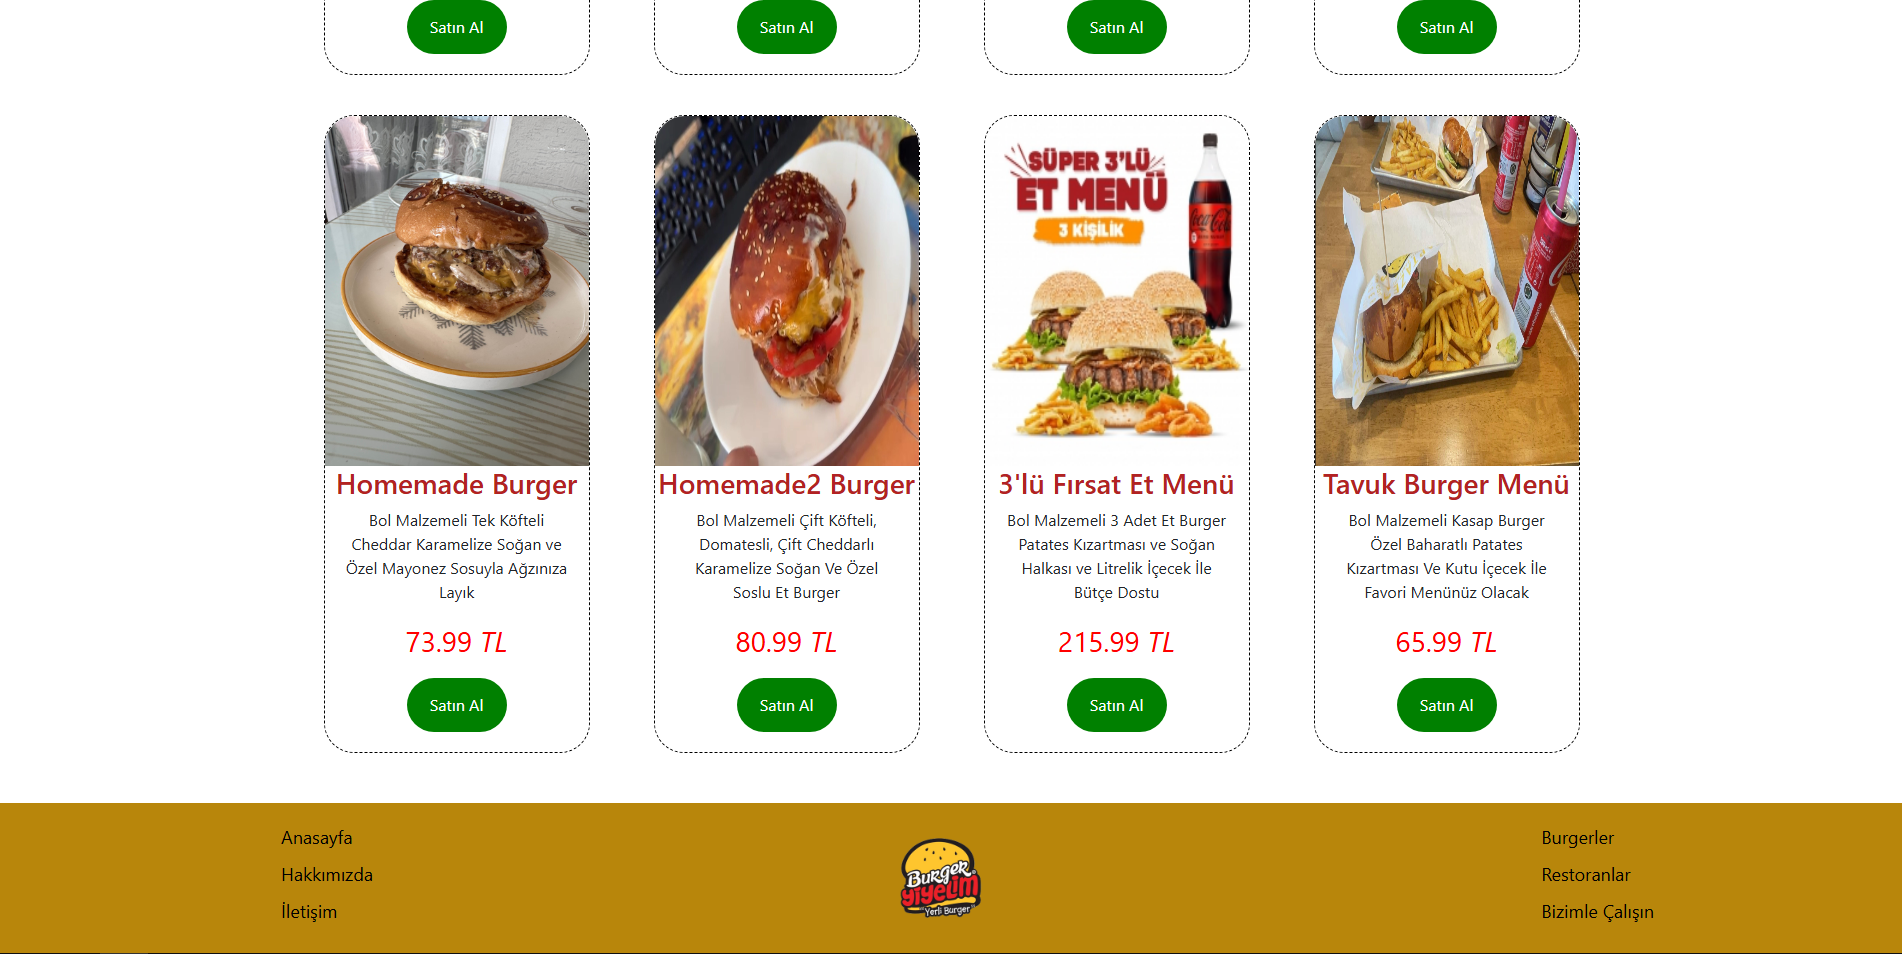 Satın Al
Satın Al
Satın Al
Satın Al
SÜPER 3'LÜ
ET MENÜ
3 KİŞİLİK
Coca-Cola
Homemade Burger
Bol Malzemeli Tek Köfteli
Cheddar Karamelize Soğan ve
Özel Mayonez Sosuyla Ağzınıza
Layık
73.99 TL
Satın Al
Homemade2 Burger
Bol Malzemeli Çift Köfteli,
Domatesli, Çift Cheddarlı
Karamelize Soğan Ve Özel
Soslu Et Burger
80.99 TL
Satın Al
3'lü Fırsat Et Menü
Bol Malzemeli 3 Adet Et Burger
Patates Kızartması ve Soğan
Halkası ve Litrelik İçecek İle
Bütçe Dostu
215.99 TL
Satın Al
Tavuk Burger Menü
Bol Malzemeli Kasap Burger
Özel Baharatlı Patates
Kızartması Ve Kutu İçecek İle
Favori Menünüz Olacak
65.99 TL
Satın Al
Anasayfa
Hakkımızda
İletişim
Burger
yiyelim
Yerli Burger
Burgerler
Restoranlar
Bizimle Çalışın